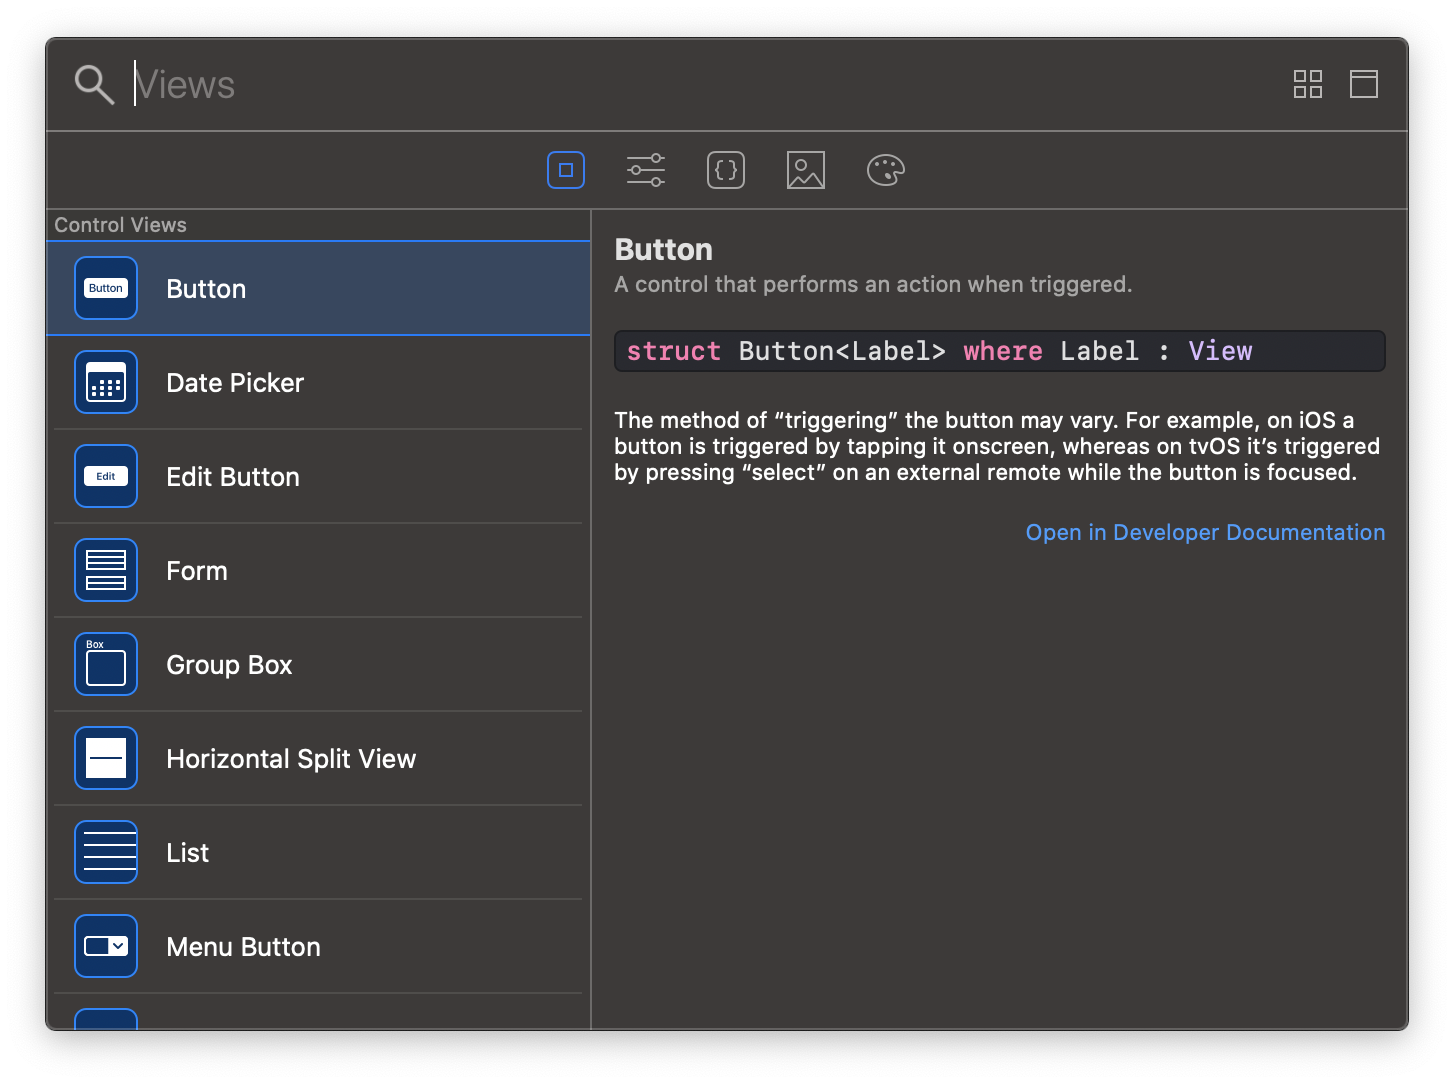 Views
Control Views
Button
Button
Date Picker
Edit
Edit Button
Form
Box
Group Box
Horizontal Split View
List
Menu Button
Button
A control that performs an action when triggered.
struct Button<Label> where Label : View
The method of “triggering” the button may vary. For example, on iOS a
button is triggered by tapping it onscreen, whereas on tvOS it’s triggered
by pressing “select” on an external remote while the button is focused.
Open in Developer Documentation